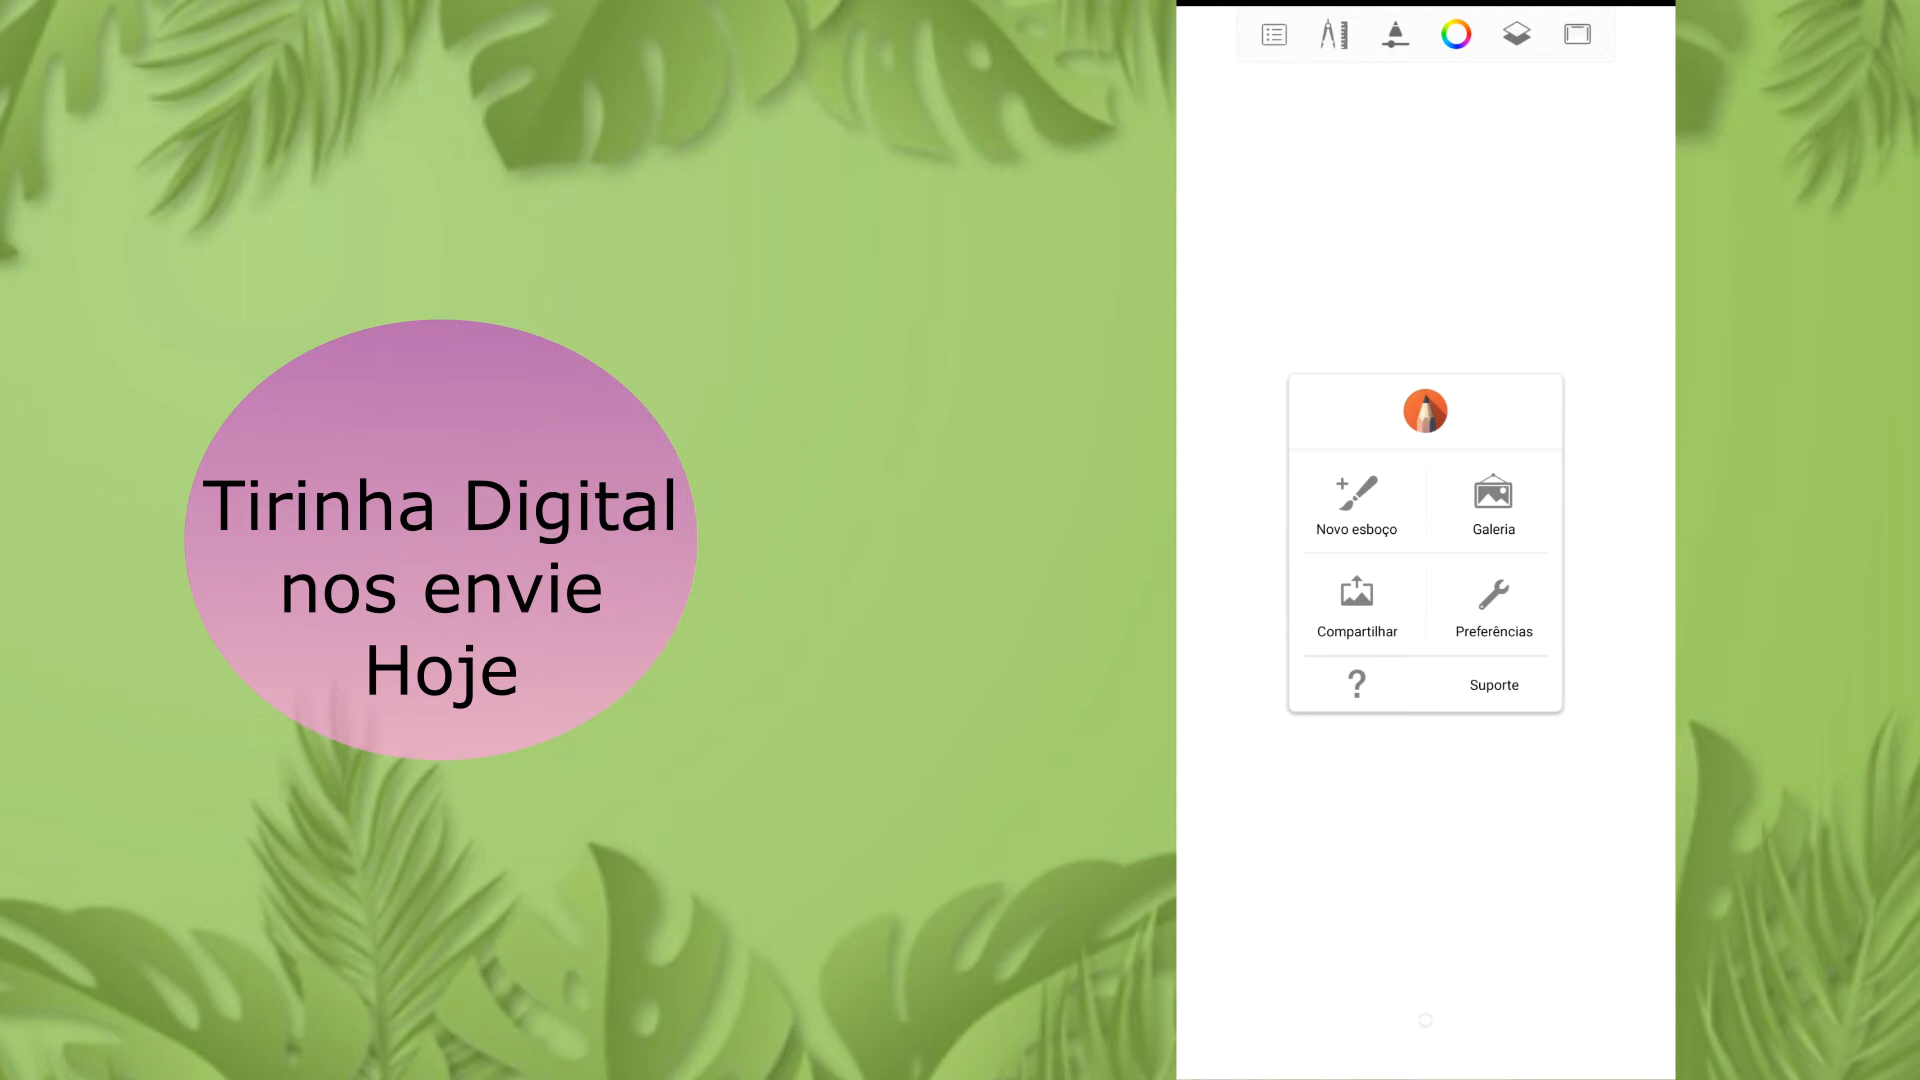 Tirinha Digital
nos envie
Hoje
Novo esboço
Galeria
Compartilhar
Preferências
?
Suporte